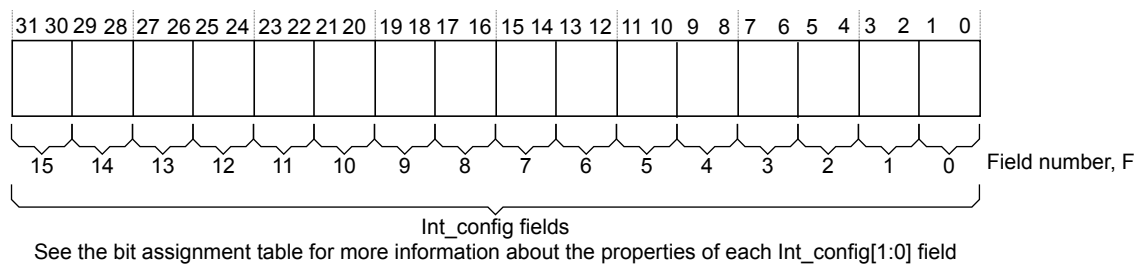 31 30 29 28 27 26 25 24 23 22 21 20 19 18 17 16 15 14 13 12 11 10 9 8 7 6 5 4 3 2 1 0
15 14 13 12 11 10 9 8 7 6 5 4 3 2 1 0 Field number, F
Int_config fields
See the bit assignment table for more information about the properties of each Int_config[1:0] field